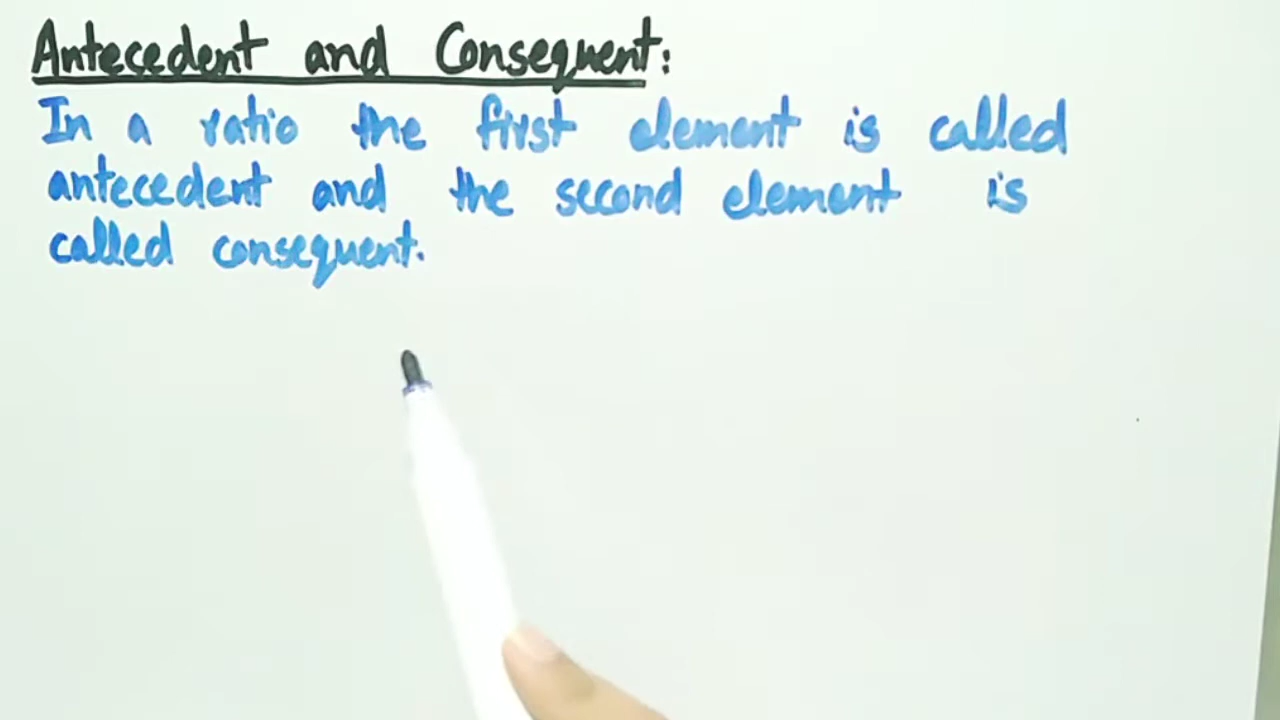 Antecedent and Consequent:
In a ratio the first element is called
antecedent and the second element is
called consequent.